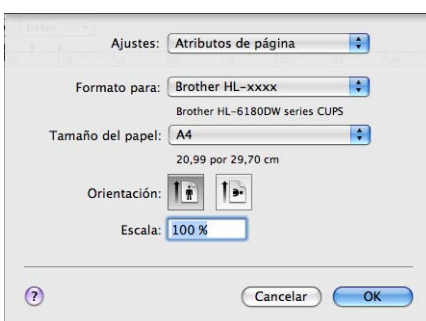 Ajustes: Atributos de página
Formato para: Brother HL-xxxx
Brother HL-6180DW series CUPS
Tamaño del papel: A4
20,99 por 29,70 cm
Orientación:
Escala: 100 %
? Cancelar OK